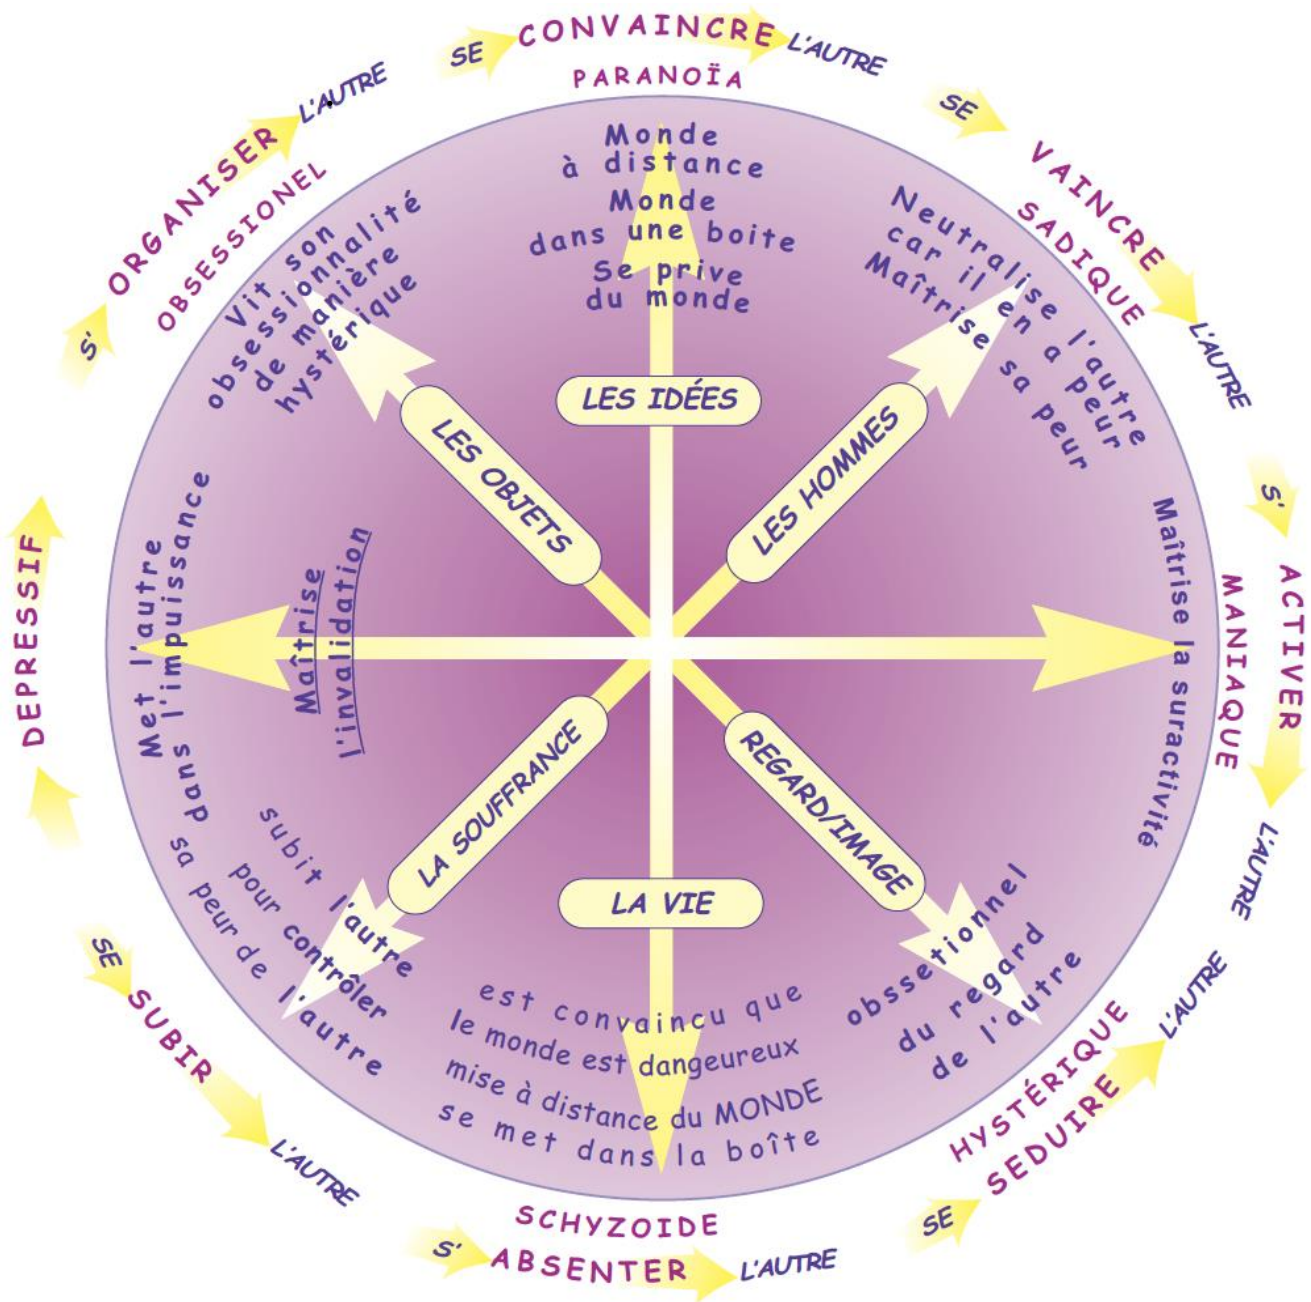 SE CONVAINCRE L'AUTRE
PARANOÏA
Monde
à distance
Monde
dans une boite
Se prive
du monde
LES IDÉES
SE VAINCRE L'AUTRE
SADIQUE
Neutralise l'autre
car il en a peur
Maîtrise sa peur
LES HOMMES
S' ACTIVER L'AUTRE
MANIAQUE
Maîtrise la suractivité
SE SEDUIRE L'AUTRE
HYSTÉRIQUE
obssetionnel
du regard
de l'autre
REGARD/IMAGE
S' ABSENTER L'AUTRE
SCHYZOIDE
est convaincu que
le monde est dangeureux
mise à distance du MONDE
se met dans la boîte
LA VIE
SE SUBIR L'AUTRE
subit l'autre
pour contrôler
sa peur de l'autre
LA SOUFFRANCE
DEPRESSIF
Met l'autre
dans l'impuissance
Maîtrise
l'invalidation
S' ORGANISER L'AUTRE
OBSESSIONEL
Vit son
obsessionnalité
de manière
hystèrique
LES OBJETS